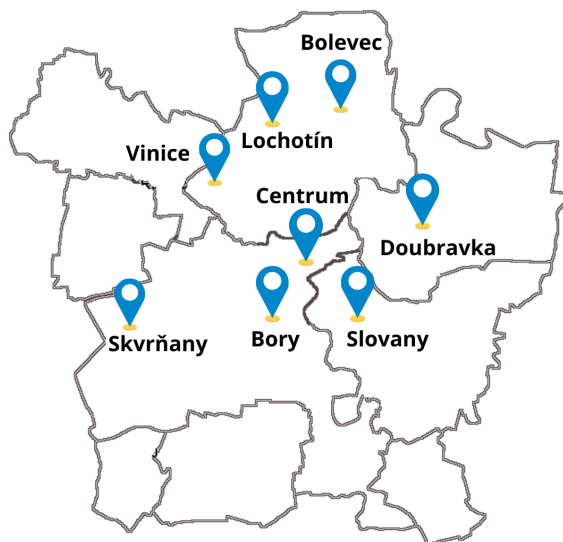 Bolevec
Lochotín
Vinice
Centrum
Doubravka
Skvrňany
Bory
Slovany